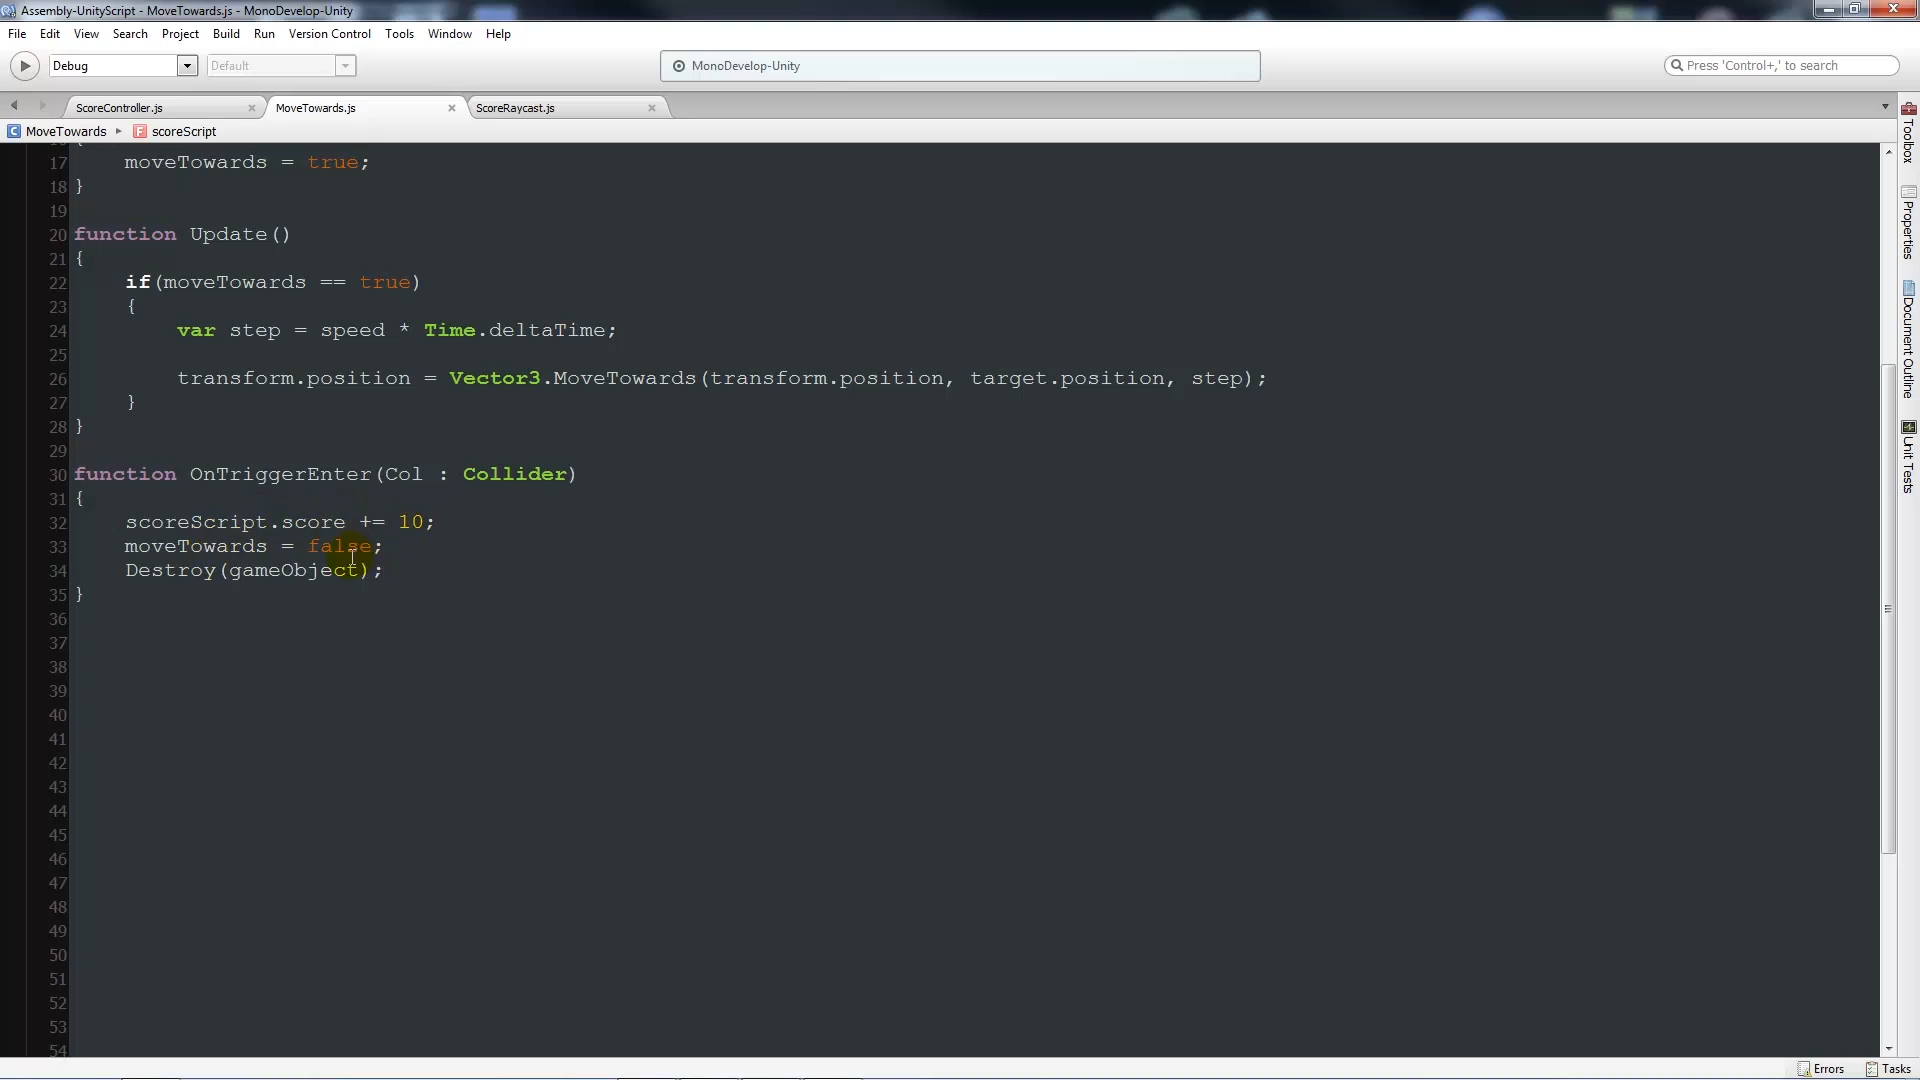 Assembly-UnityScript - MoveTowards.js - MonoDevelop-Unity
File Edit View Search Project Build Run Version Control Tools Window Help
Debug Default MonoDevelop-Unity Press 'Control+,' to search
ScoreController.js MoveTowards.js ScoreRaycast.js
MoveTowards scoreScript
17 moveTowards = true;
18 }
19
20 function Update()
21 {
22 if(moveTowards == true)
23 {
24 var step = speed * Time.deltaTime;
25
26 transform.position = Vector3.MoveTowards(transform.position, target.position, step);
27 }
28 }
29
30 function OnTriggerEnter(Col : Collider)
31 {
32 scoreScript.score += 10;
33 moveTowards = false;
34 Destroy(gameObject);
35 }
36
37
38
39
40
41
42
43
44
45
46
47
48
49
50
51
52
53
54
Toolbox
Properties
Document Outline
Unit Tests
Errors Tasks